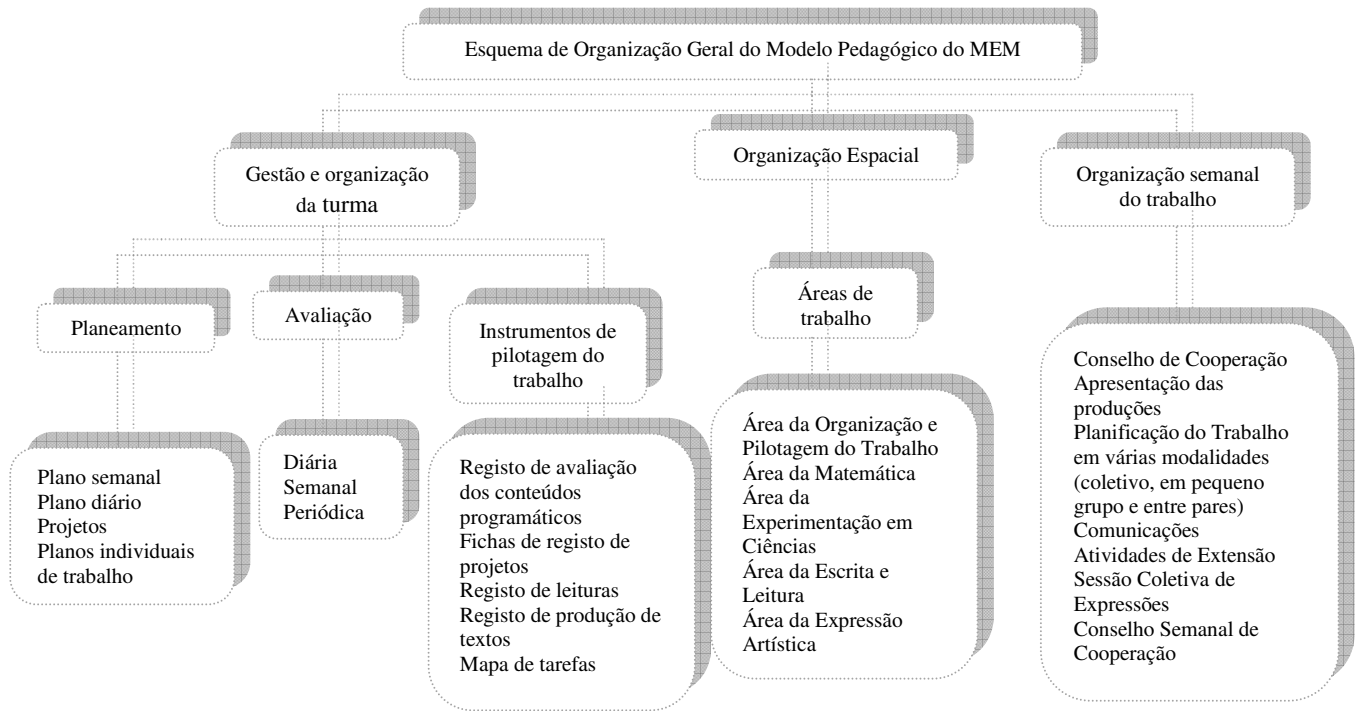 Esquema de Organização Geral do Modelo Pedagógico do MEM
Gestão e organização
da turma
Organização Espacial
Organização semanal
do trabalho
Planeamento
Avaliação
Instrumentos de
pilotagem do
trabalho
Áreas de
trabalho
Plano semanal
Plano diário
Projetos
Planos individuais
de trabalho
Diária
Semanal
Periódica
Registo de avaliação
dos conteúdos
programáticos
Fichas de registo de
projetos
Registo de leituras
Registo de produção de
textos
Mapa de tarefas
Área da Organização e
Pilotagem do Trabalho
Área da Matemática
Área da
Experimentação em
Ciências
Área da Escrita e
Leitura
Área da Expressão
Artística
Conselho de Cooperação
Apresentação das
produções
Planificação do Trabalho
em várias modalidades
(coletivo, em pequeno
grupo e entre pares)
Comunicações
Atividades de Extensão
Sessão Coletiva de
Expressões
Conselho Semanal de
Cooperação